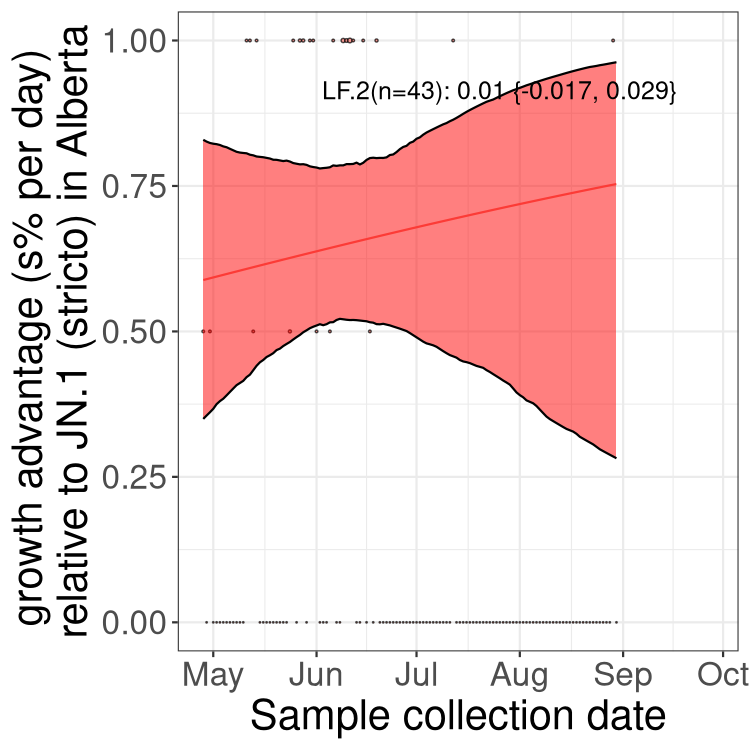 growth advantage (s% per day)
relative to JN.1 (stricto) in Alberta
1.00
0.75
0.50
0.25
0.00
LF.2(n=43): 0.01 {-0.017, 0.029}
May Jun Jul Aug Sep Oct
Sample collection date